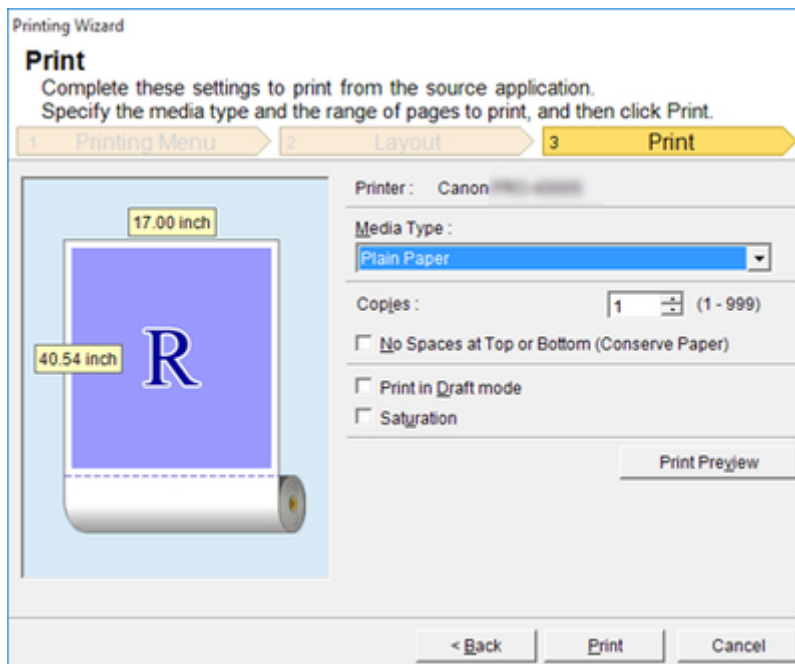 Printing Wizard
Print
Complete these settings to print from the source application.
Specify the media type and the range of pages to print, and then click Print.
1 Printing Menu 2 Layout 3 Print
Printer : Canon
17.00 inch
40.54 inch
R
Media Type :
Plain Paper
Copies : 1 (1 - 999)
No Spaces at Top or Bottom (Conserve Paper)
Print in Draft mode
Saturation
Print Preview
< Back Print Cancel